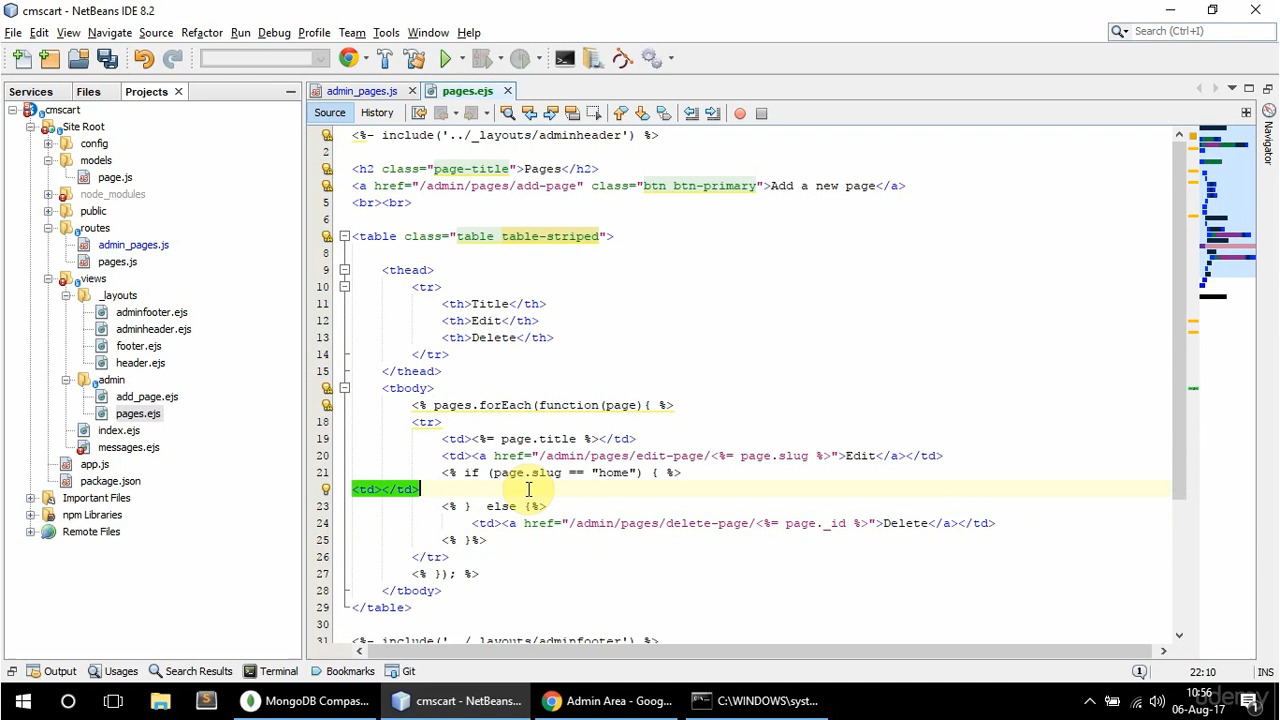 cmscart - NetBeans IDE 8.2
File Edit View Navigate Source Refactor Run Debug Profile Team Tools Window Help
Search (Ctrl+I)
Services Files Projects
admin_pages.js pages.ejs
Source History
Navigator
cmscart
Site Root
config
models
page.js
node_modules
public
routes
admin_pages.js
pages.js
views
_layouts
adminfooter.ejs
adminheader.ejs
footer.ejs
header.ejs
admin
add_page.ejs
pages.ejs
index.ejs
messages.ejs
app.js
package.json
Important Files
npm Libraries
Remote Files
<%- include('../_layouts/adminheader') %>
2
<h2 class="page-title">Pages</h2>
<a href="/admin/pages/add-page" class="btn btn-primary">Add a new page</a>
<br><br>
6
<table class="table table-striped">
8
9 <thead>
10 <tr>
11 <th>Title</th>
12 <th>Edit</th>
13 <th>Delete</th>
14 </tr>
15 </thead>
<tbody>
<% pages.forEach(function(page){ %>
18 <tr>
19 <td><%= page.title %></td>
20 <td><a href="/admin/pages/edit-page/<%= page.slug %>">Edit</a></td>
21 <% if (page.slug == "home") { %>
<td></td>
23 <% }  else {%>
24 <td><a href="/admin/pages/delete-page/<%= page._id %>">Delete</a></td>
25 <% }%>
26 </tr>
27 <% }); %>
28 </tbody>
29 </table>
30
31 <%- include('../_layouts/adminfooter') %>
Output Usages Search Results Terminal Bookmarks Git
1
22:10
MongoDB Compas... cmscart - NetBeans... Admin Area - Goog... C:\WINDOWS\syst...
10:56
06-Aug-17
1
udemy